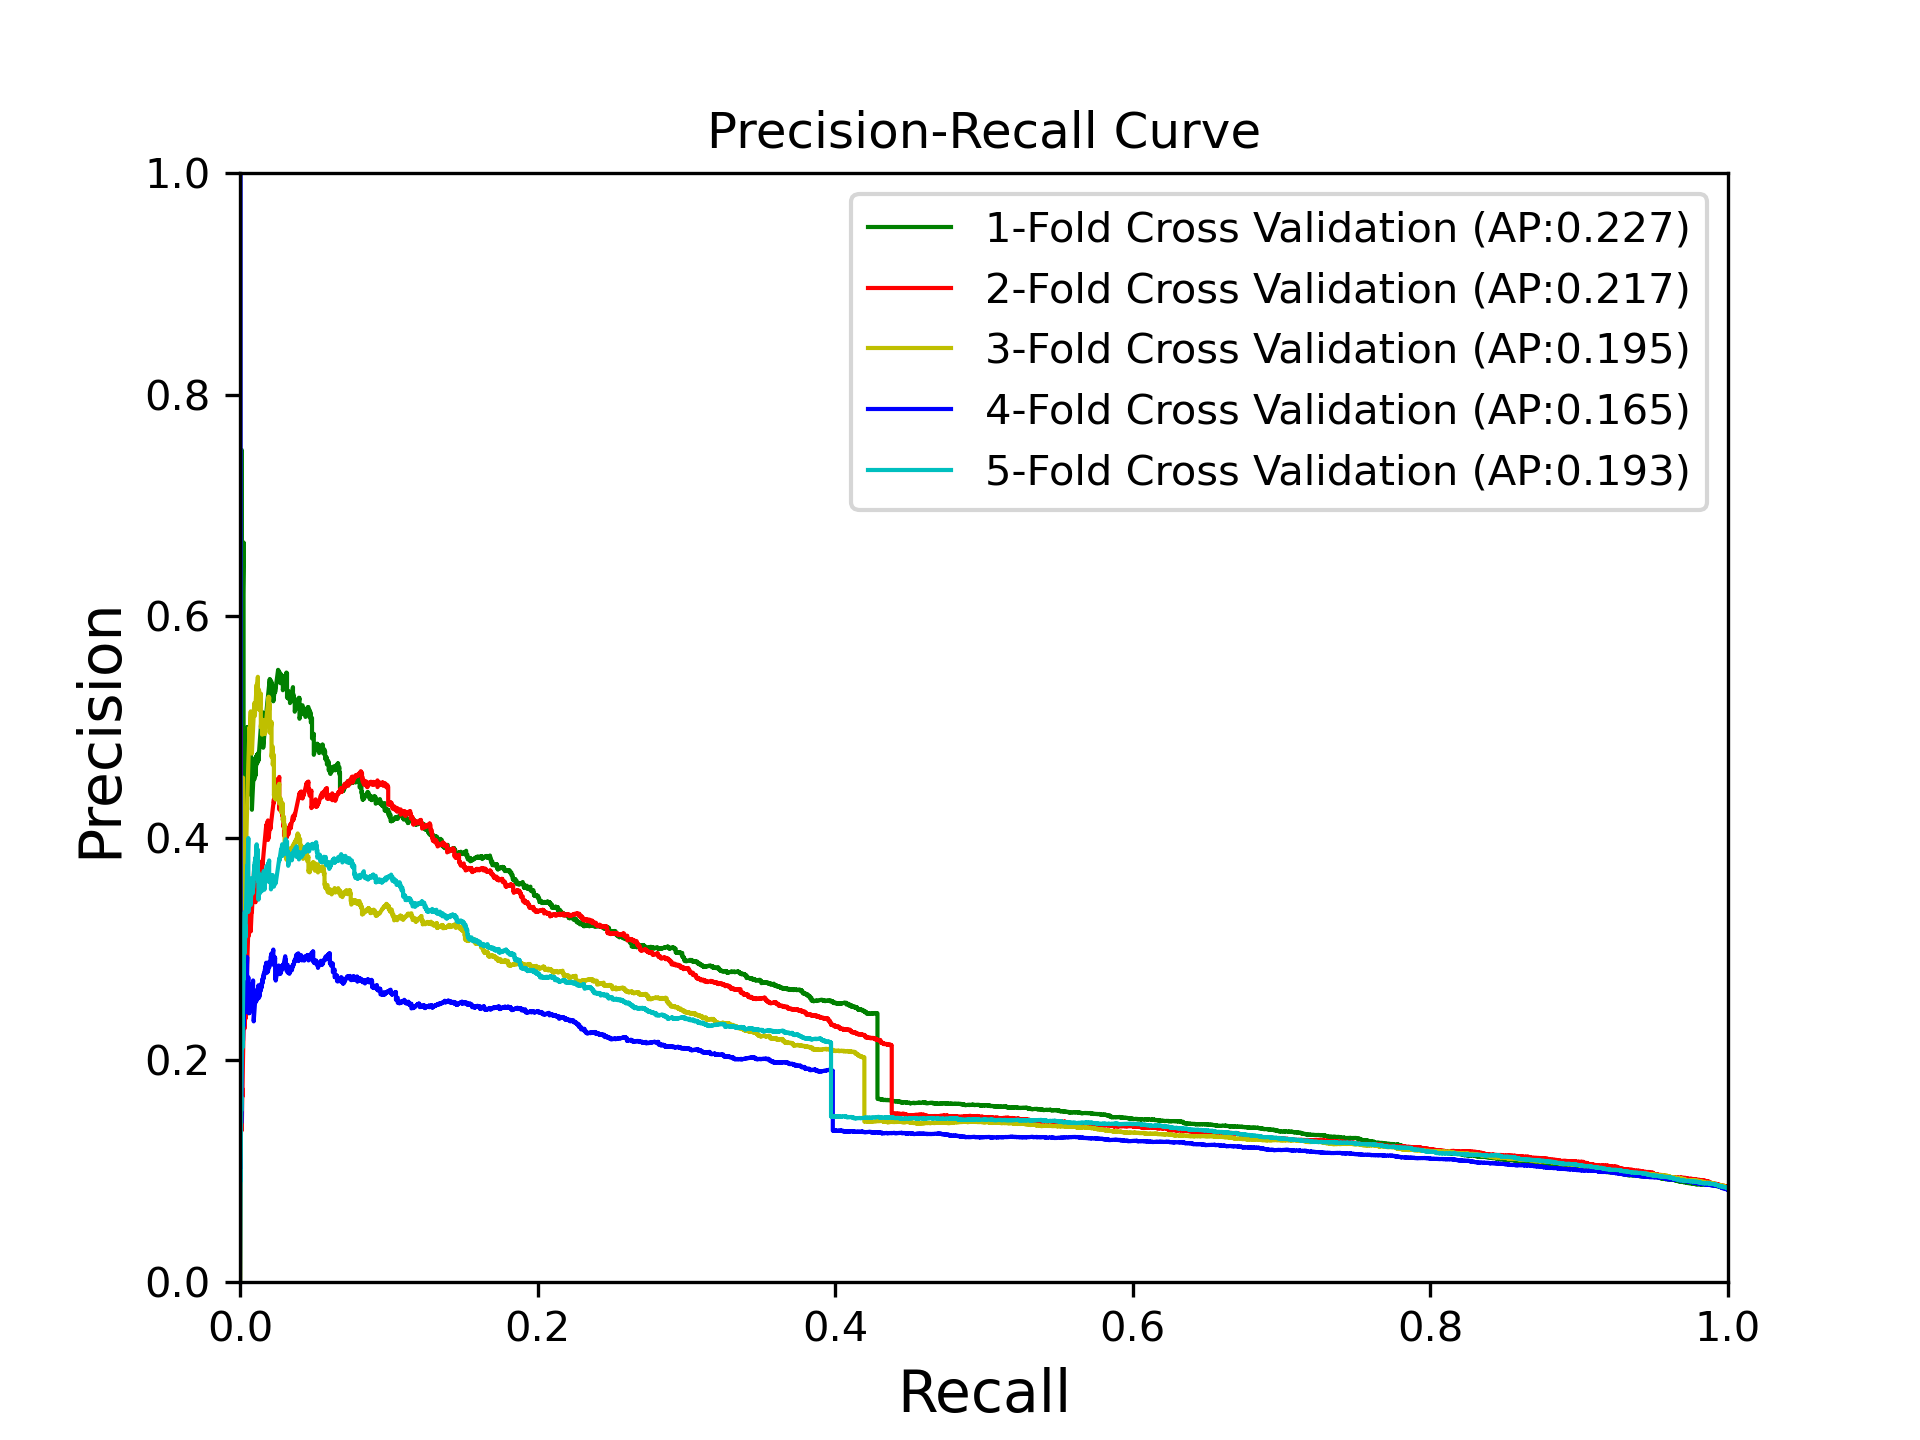 Precision-Recall Curve
1.0
0.8
0.6
0.4
0.2
0.0
Precision
1-Fold Cross Validation (AP:0.227)
2-Fold Cross Validation (AP:0.217)
3-Fold Cross Validation (AP:0.195)
4-Fold Cross Validation (AP:0.165)
5-Fold Cross Validation (AP:0.193)
0.0 0.2 0.4 0.6 0.8 1.0
Recall